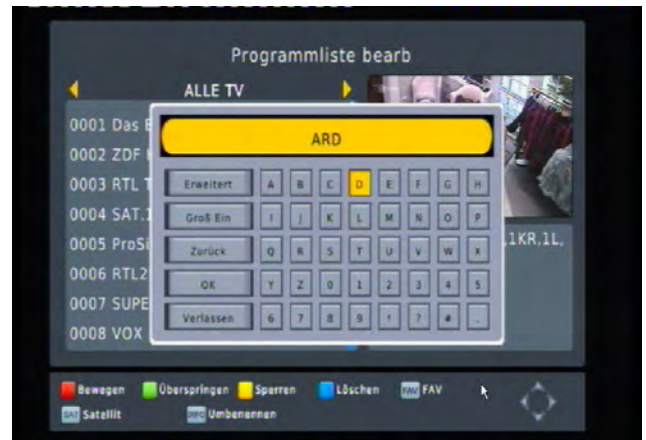 Programmliste bearb
ALLE TV
0001 Das
0002 ZDF
0003 RTL
0004 SAT.1
0005 ProSi
0006 RTL2
0007 SUPE
0008 VOX
,1KR,1L,
ARD
Erweitert A B C D E F G H
Groß Ein I J K L M N O P
Zurück Q R S T U V W X
OK Y Z 0 1 2 3 4 5
Verlassen 6 7 8 9 ! ? # .
Bewegen Überspringen Sperren Löschen FAV FAV
SAT Satellit INFO Umbenennen